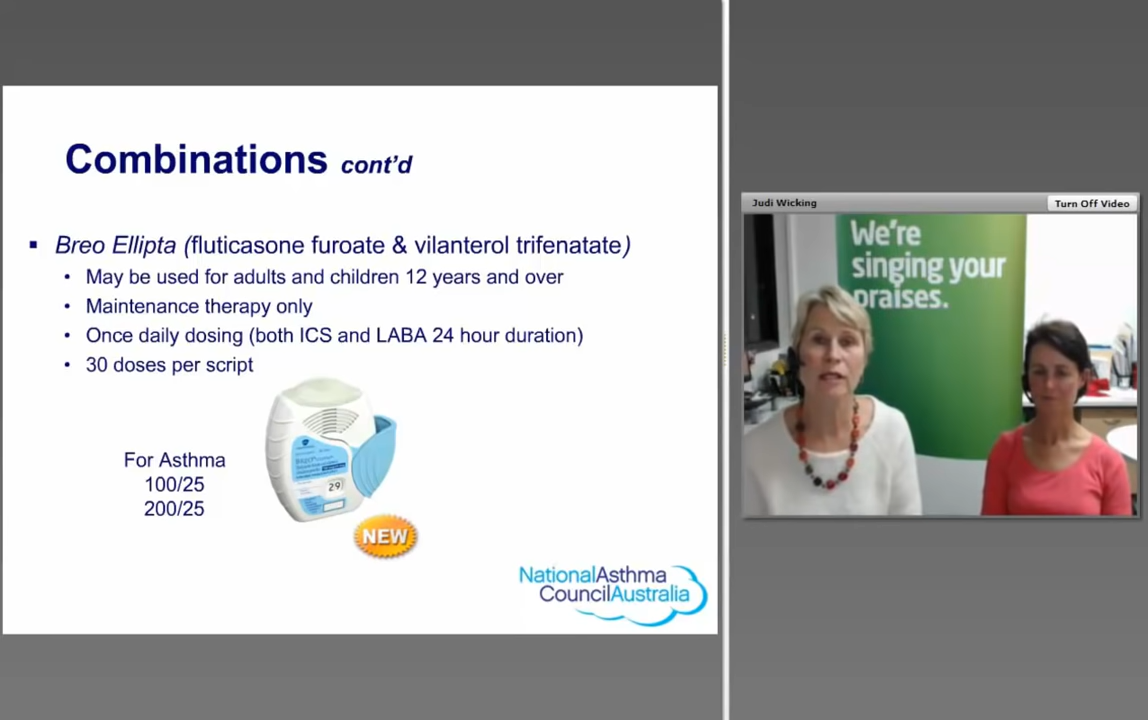 Combinations cont'd
▪ Breo Ellipta (fluticasone furoate & vilanterol trifenatate)
• May be used for adults and children 12 years and over
• Maintenance therapy only
• Once daily dosing (both ICS and LABA 24 hour duration)
• 30 doses per script
For Asthma
100/25
200/25
29
NEW
NationalAsthma
CouncilAustralia
Judi Wicking
Turn Off Video
We're
singing your
praises.